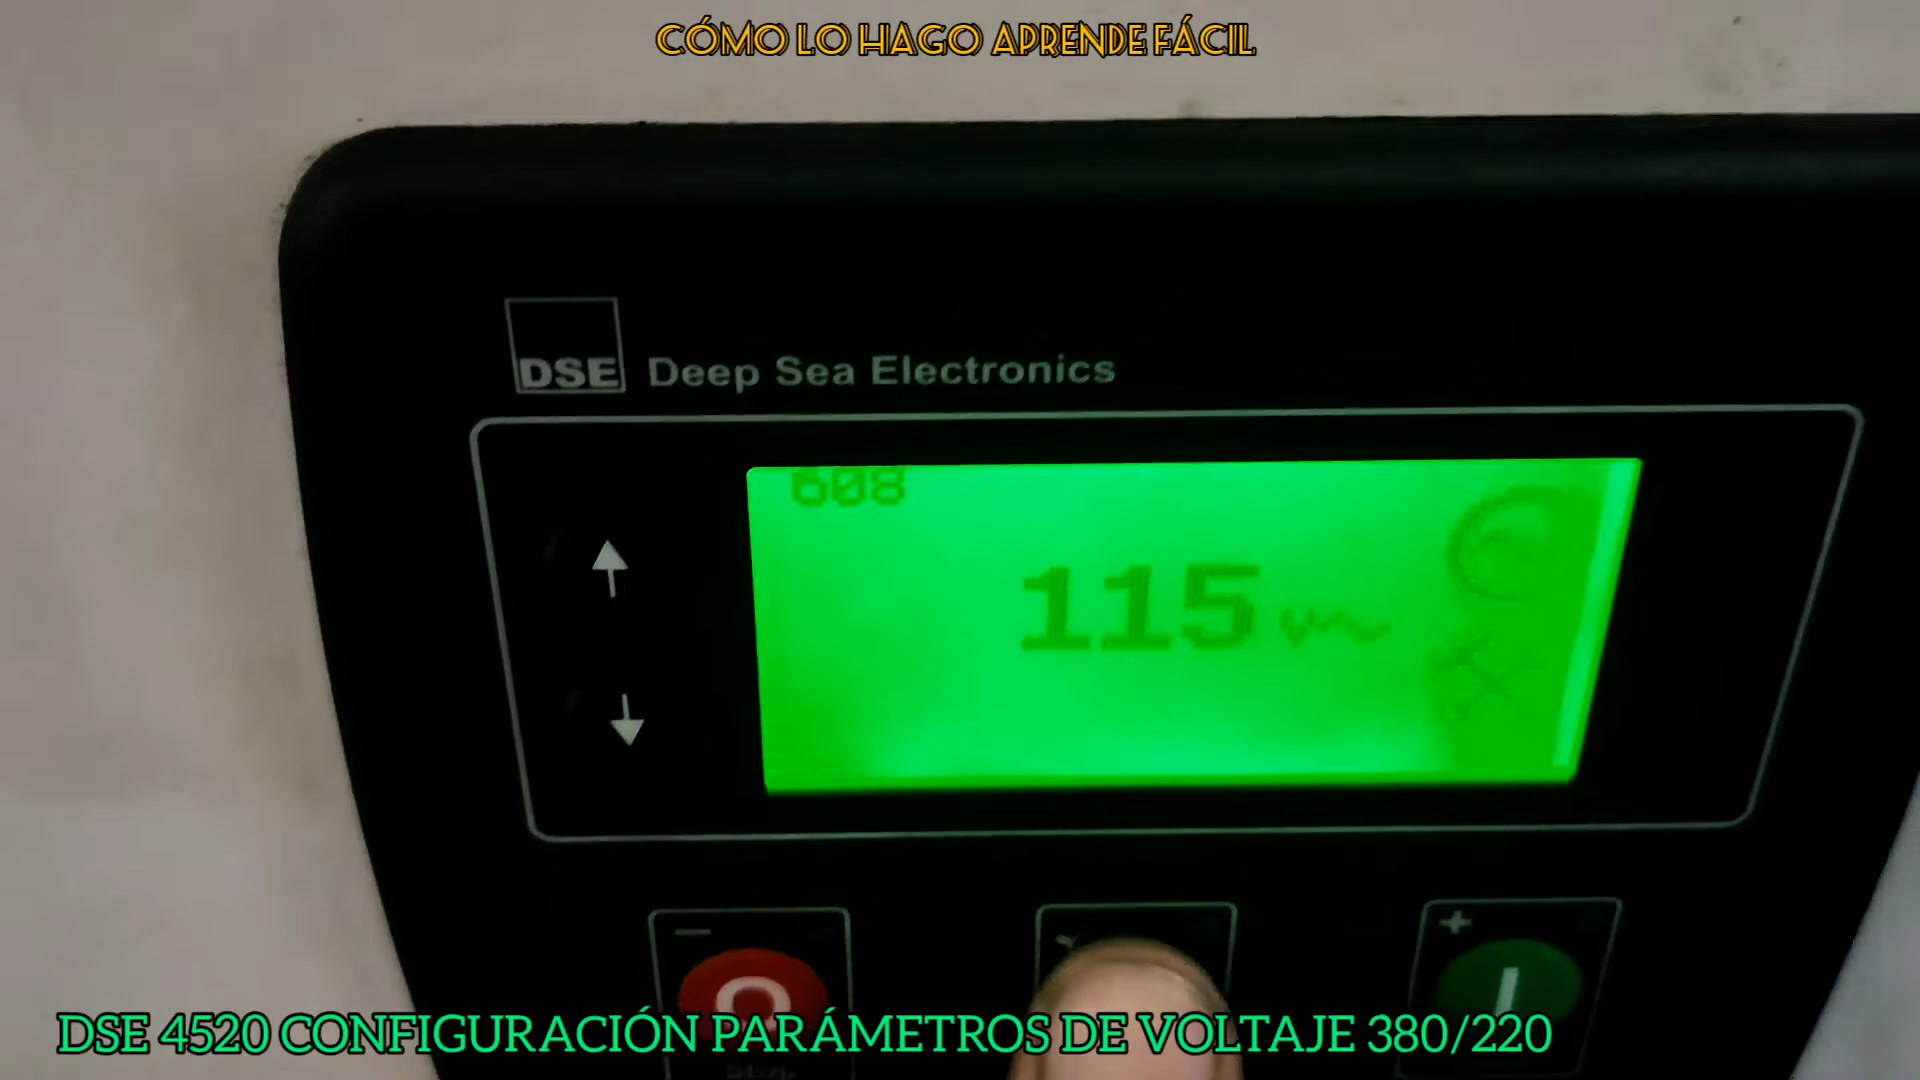 CÓMO LO HAGO APRENDE FÁCIL
DSE Deep Sea Electronics
608
115 V~
−
+
DSE 4520 CONFIGURACIÓN PARÁMETROS DE VOLTAJE 380/220
Stop